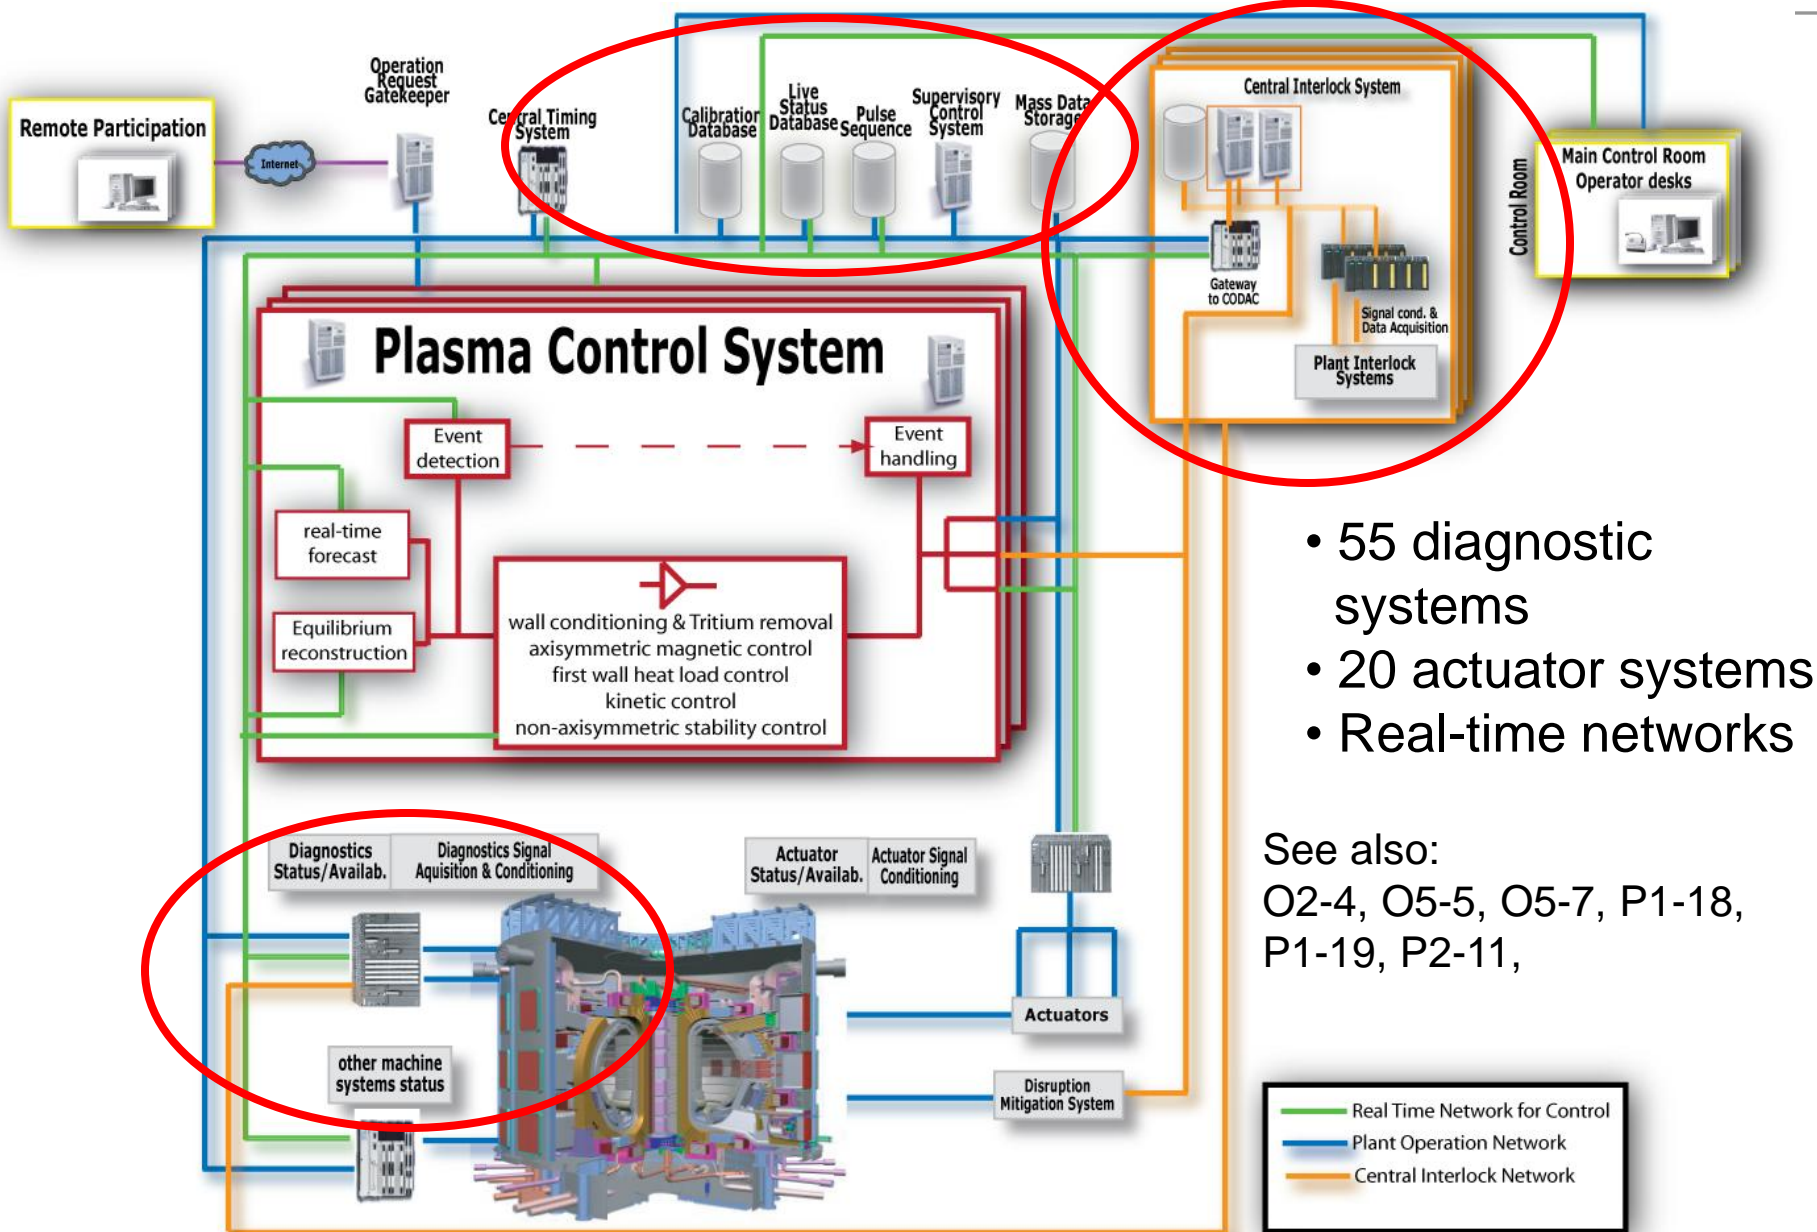 Operation
Request
Gatekeeper
Remote Participation
Internet
Central Timing
System
Calibration
Database
Live
Status
Database
Pulse
Sequence
Supervisory
Control
System
Mass Data
Storage
Central Interlock System
Gateway
to CODAC
Signal cond. &
Data Acquisition
Plant Interlock
Systems
Control Room
Main Control Room
Operator desks
Plasma Control System
Event
detection
Event
handling
real-time
forecast
Equilibrium
reconstruction
wall conditioning & Tritium removal
axisymmetric magnetic control
first wall heat load control
kinetic control
non-axisymmetric stability control
• 55 diagnostic
systems
• 20 actuator systems
• Real-time networks
See also:
O2-4, O5-5, O5-7, P1-18,
P1-19, P2-11,
Diagnostics
Status/Availab.
Diagnostics Signal
Aquisition & Conditioning
Actuator
Status/Availab.
Actuator Signal
Conditioning
other machine
systems status
Actuators
Disruption
Mitigation System
Real Time Network for Control
Plant Operation Network
Central Interlock Network